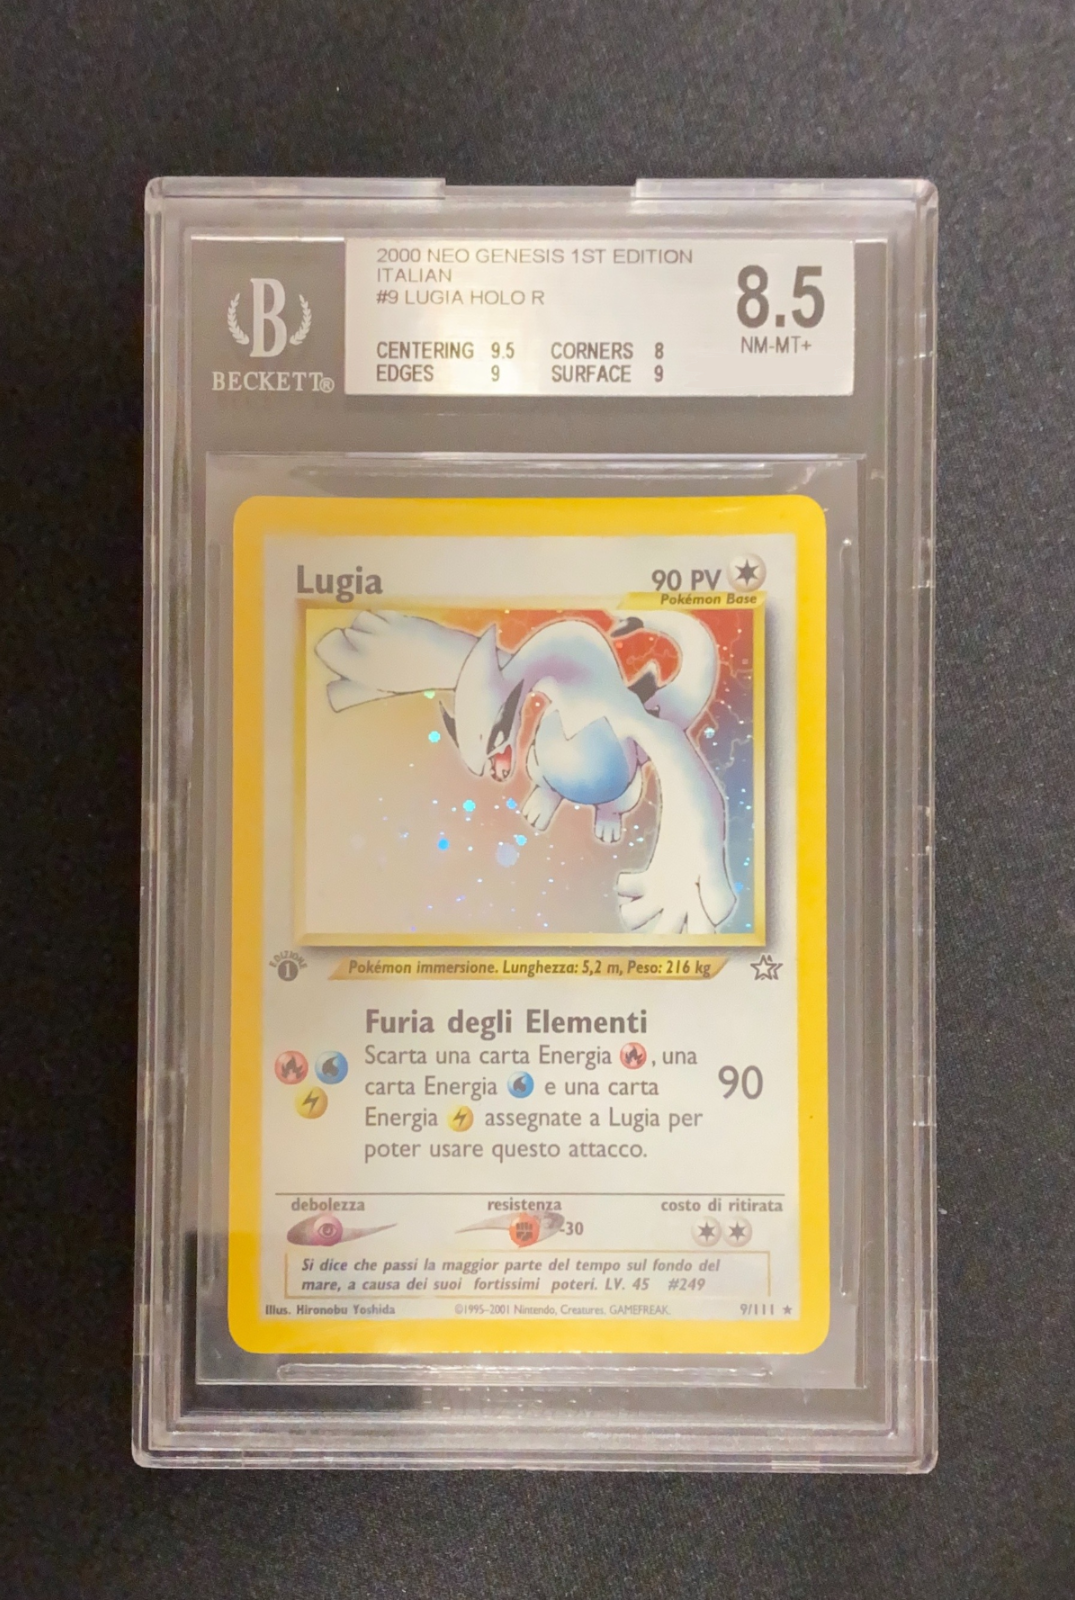 2000 NEO GENESIS 1ST EDITION
ITALIAN
#9 LUGIA HOLO R
8.5
NM-MT+
CENTERING 9.5 CORNERS 8
EDGES 9 SURFACE 9
B
BECKETT®
Lugia
90 PV
Pokémon Base
EDIZIONE
1
Pokémon immersione. Lunghezza: 5,2 m, Peso: 216 kg
Furia degli Elementi
Scarta una carta Energia , una
carta Energia e una carta
Energia assegnate a Lugia per
poter usare questo attacco.
90
debolezza resistenza costo di ritirata
-30
Si dice che passi la maggior parte del tempo sul fondo del
mare, a causa dei suoi fortissimi poteri. LV. 45 #249
Illus. Hironobu Yoshida ©1995-2001 Nintendo, Creatures, GAMEFREAK. 9/111 ★